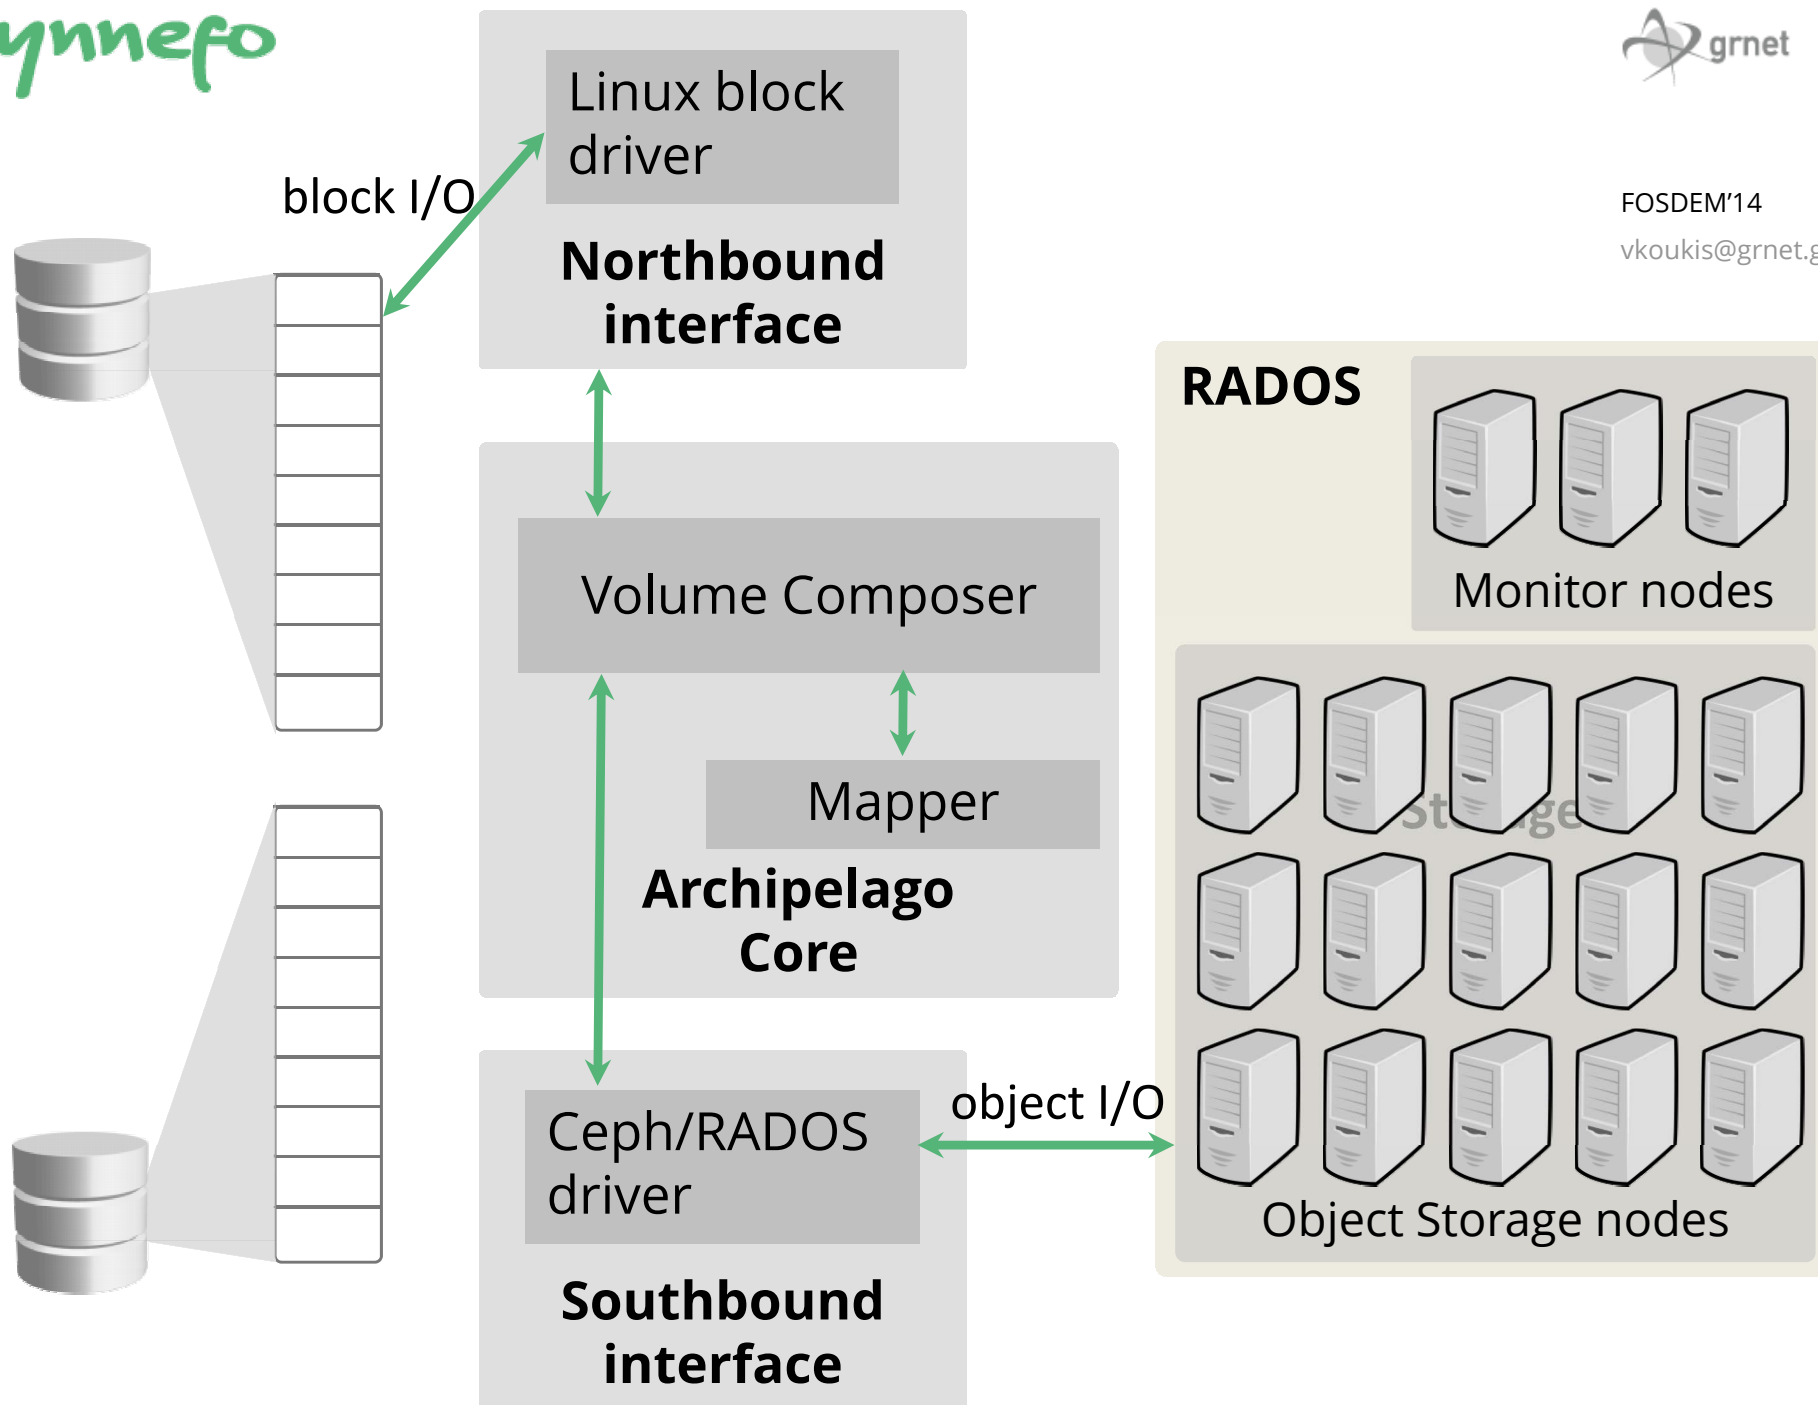 ynnefo
grnet
Linux block
driver
block I/O
FOSDEM'14
Northbound
interface
RADOS
Monitor nodes
Volume Composer
Mapper
Archipelago
Core
object I/O
Ceph/RADOS
driver
Object Storage nodes
Southbound
interface